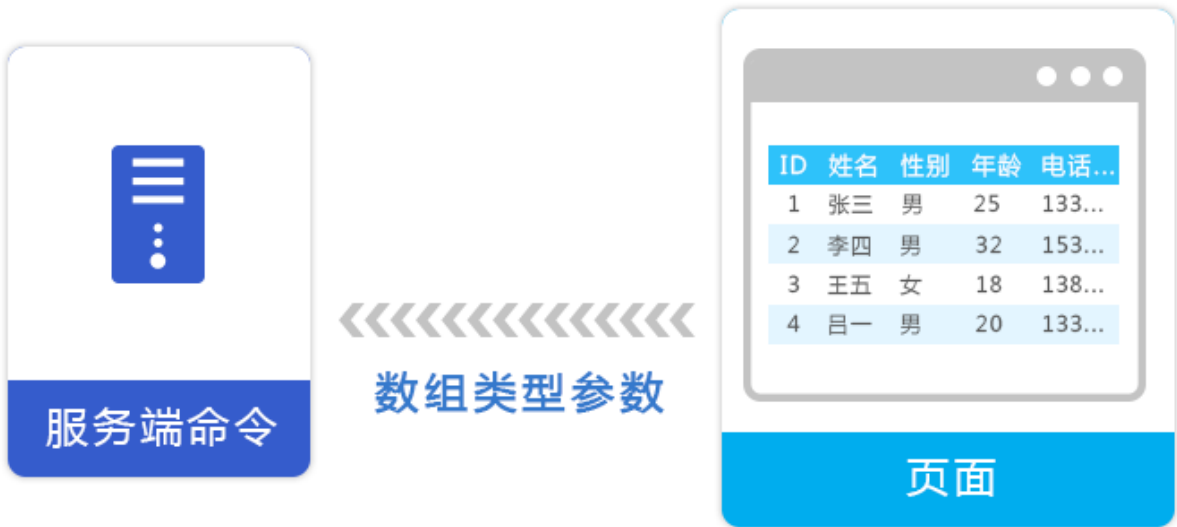 服务端命令
数组类型参数
ID 姓名 性别 年龄 电话...
1 张三 男 25 133...
2 李四 男 32 153...
3 王五 女 18 138...
4 吕一 男 20 133...
页面